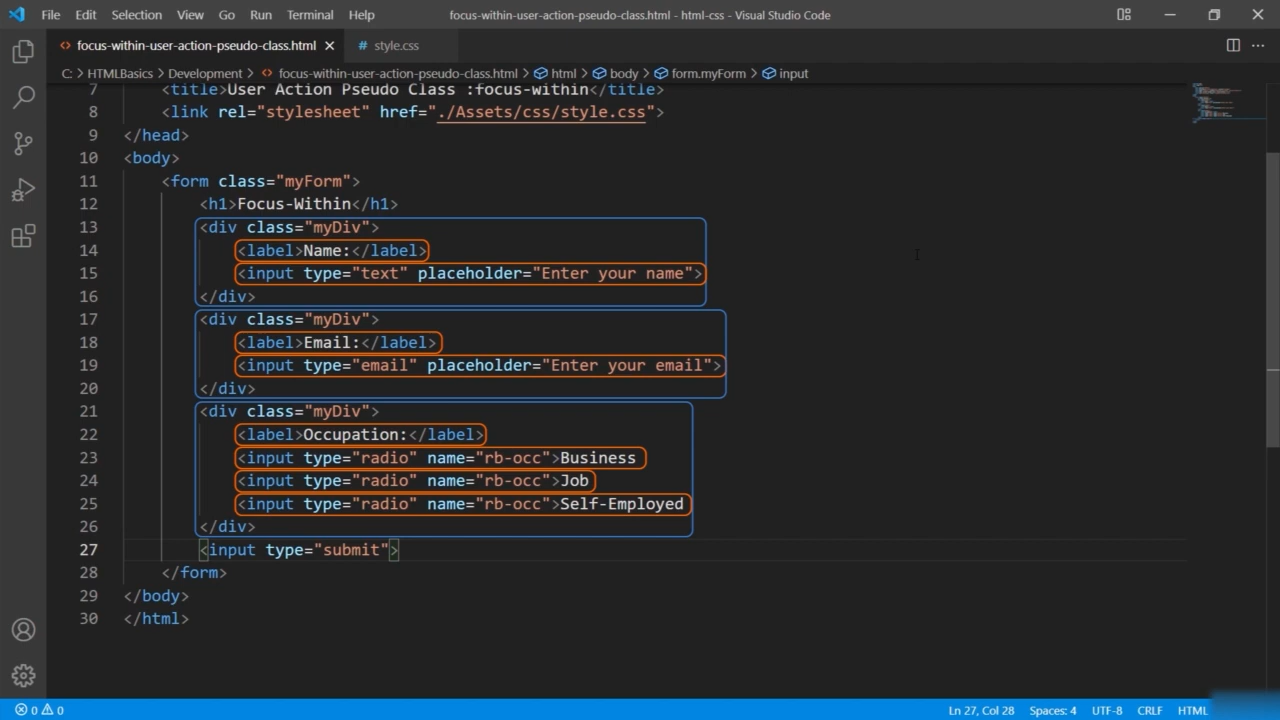 File Edit Selection View Go Run Terminal Help focus-within-user-action-pseudo-class.html - html-css - Visual Studio Code
focus-within-user-action-pseudo-class.html # style.css
C: > HTMLBasics > Development > focus-within-user-action-pseudo-class.html > html > body > form.myForm > input
7 <title>User Action Pseudo Class :focus-within</title>
8 <link rel="stylesheet" href="./Assets/css/style.css">
9 </head>
10 <body>
11 <form class="myForm">
12 <h1>Focus-Within</h1>
13 <div class="myDiv">
14 <label>Name:</label>
15 <input type="text" placeholder="Enter your name">
16 </div>
17 <div class="myDiv">
18 <label>Email:</label>
19 <input type="email" placeholder="Enter your email">
20 </div>
21 <div class="myDiv">
22 <label>Occupation:</label>
23 <input type="radio" name="rb-occ">Business
24 <input type="radio" name="rb-occ">Job
25 <input type="radio" name="rb-occ">Self-Employed
26 </div>
27 <input type="submit">
28 </form>
29 </body>
30 </html>
0 0 Ln 27, Col 28 Spaces: 4 UTF-8 CRLF HTML